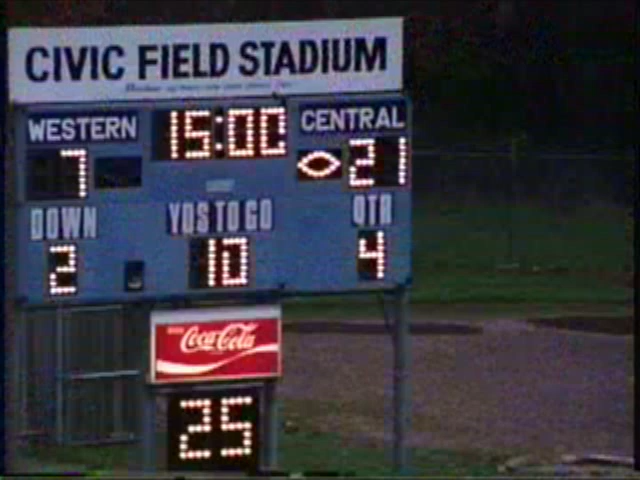 CIVIC FIELD STADIUM
WESTERN 15:00 CENTRAL
7 21
DOWN YDS TO GO QTR
2 10 4
Coca-Cola
25